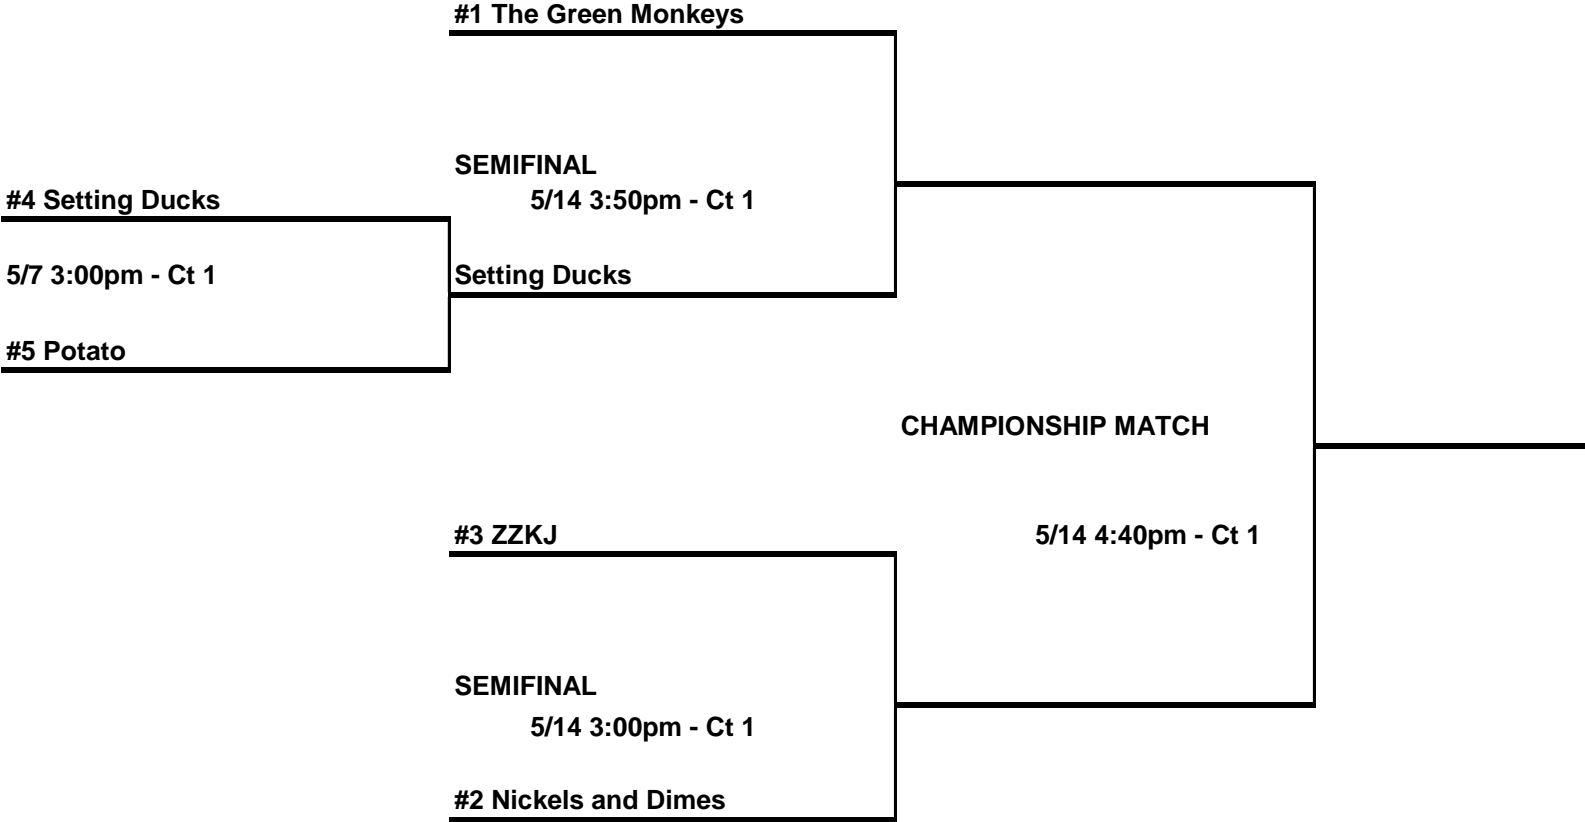 #1 The Green Monkeys
SEMIFINAL
5/14 3:50pm - Ct 1
#4 Setting Ducks
5/7 3:00pm - Ct 1
Setting Ducks
#5 Potato
CHAMPIONSHIP MATCH
#3 ZZKJ
5/14 4:40pm - Ct 1
SEMIFINAL
5/14 3:00pm - Ct 1
#2 Nickels and Dimes